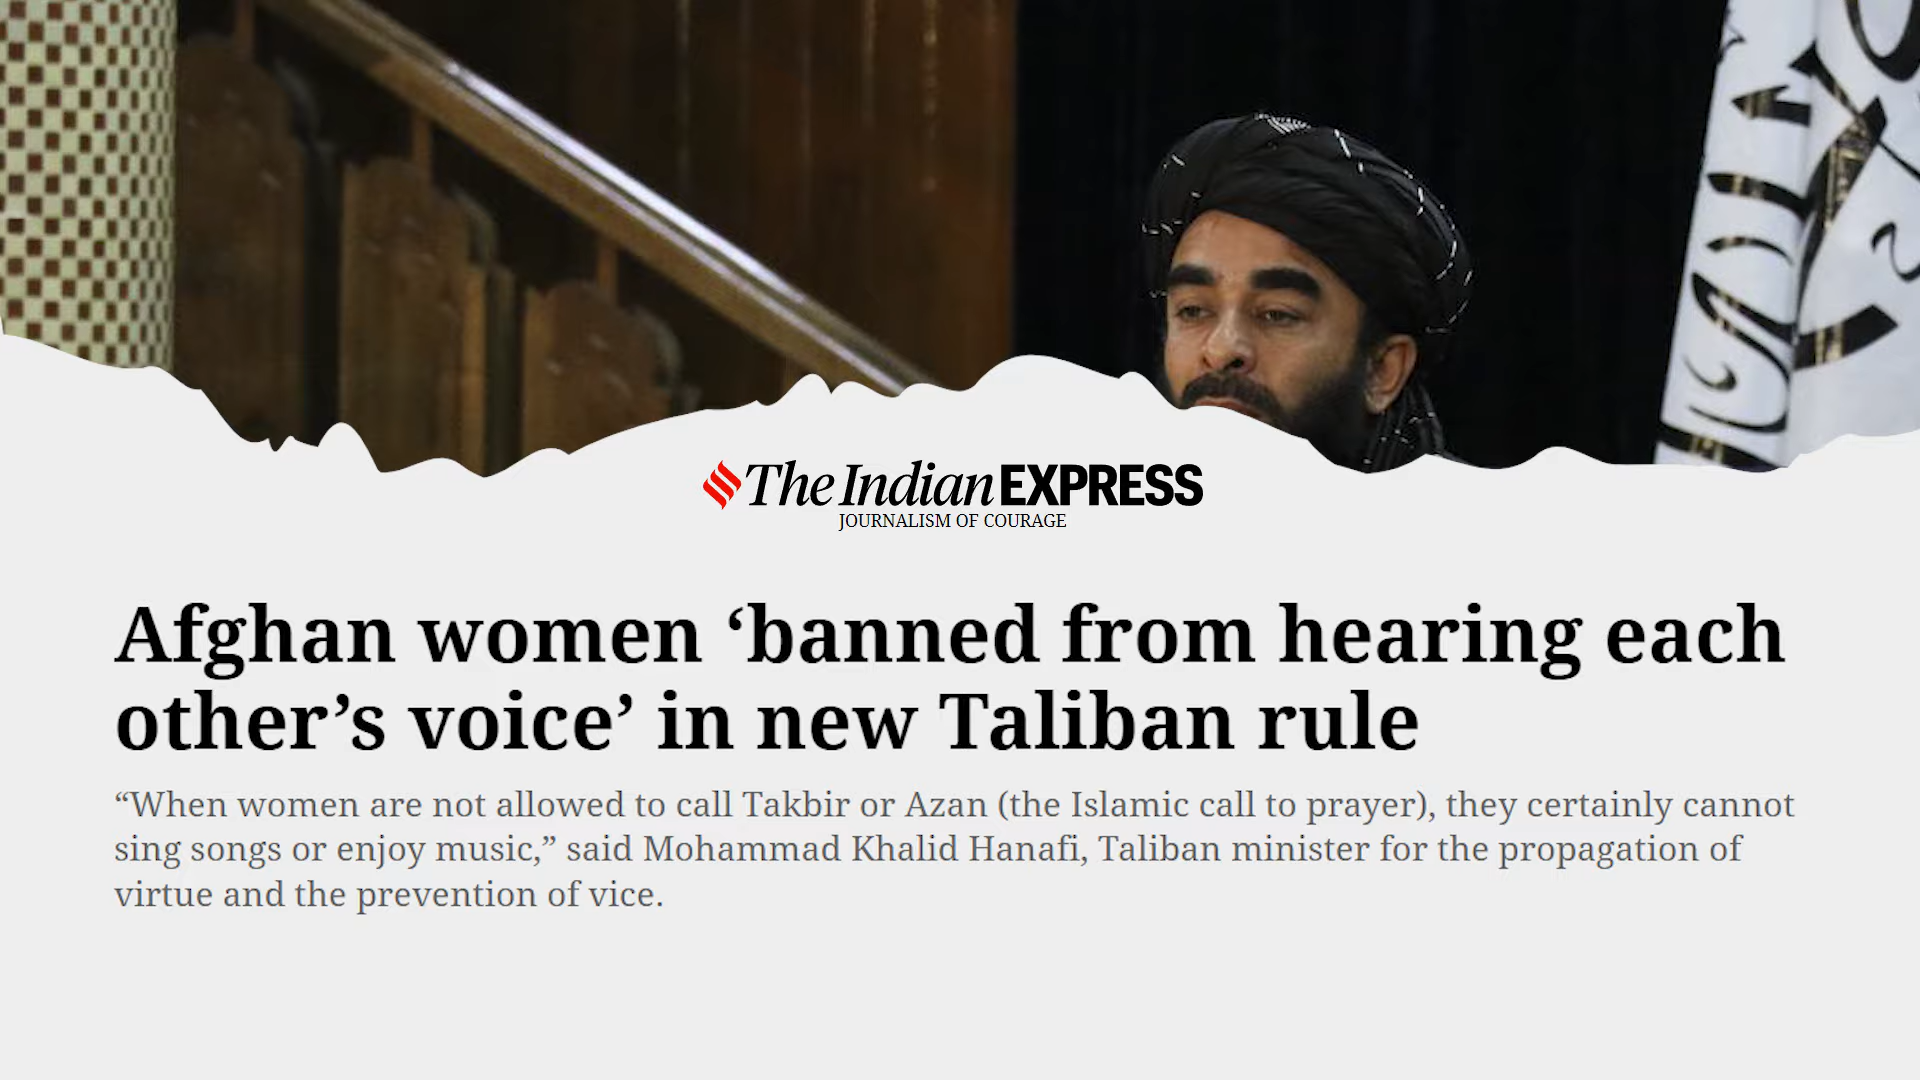 The Indian EXPRESS
JOURNALISM OF COURAGE
Afghan women ‘banned from hearing each
other’s voice’ in new Taliban rule
“When women are not allowed to call Takbir or Azan (the Islamic call to prayer), they certainly cannot
sing songs or enjoy music,” said Mohammad Khalid Hanafi, Taliban minister for the propagation of
virtue and the prevention of vice.